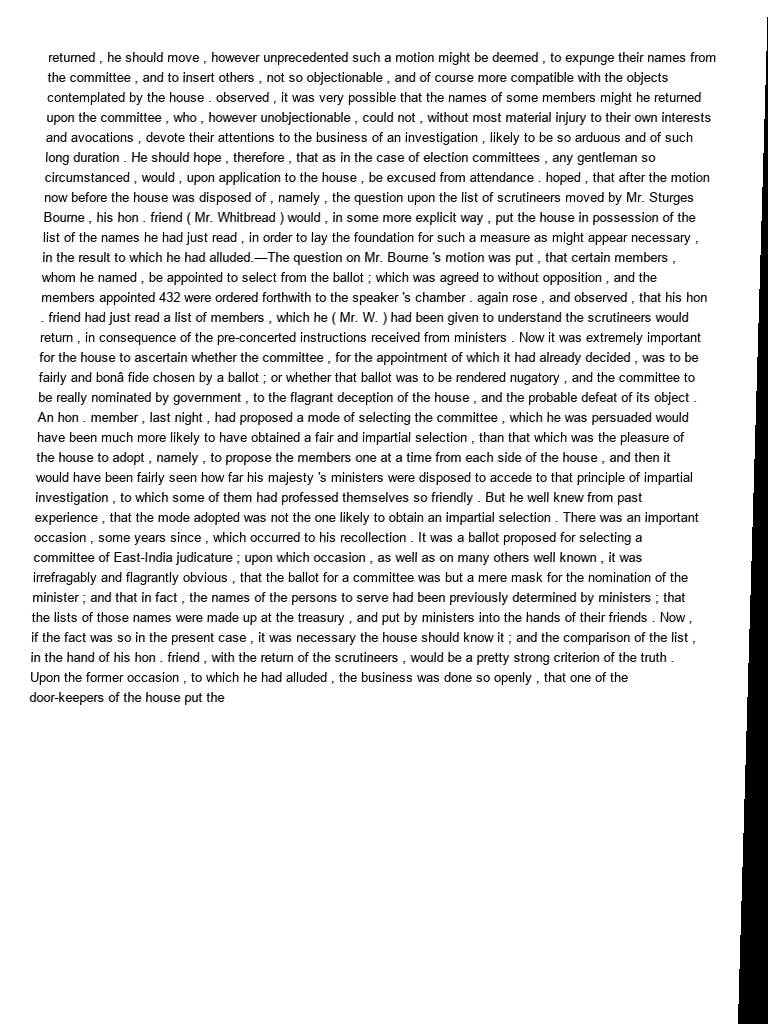 returned , he should move , however unprecedented such a motion might be deemed , to expunge their names from
the committee , and to insert others , not so objectionable , and of course more compatible with the objects
contemplated by the house . observed , it was very possible that the names of some members might he returned
upon the committee , who , however unobjectionable , could not , without most material injury to their own interests
and avocations , devote their attentions to the business of an investigation , likely to be so arduous and of such
long duration . He should hope , therefore , that as in the case of election committees , any gentleman so
circumstanced , would , upon application to the house , be excused from attendance . hoped , that after the motion
now before the house was disposed of , namely , the question upon the list of scrutineers moved by Mr. Sturges
Bourne , his hon . friend ( Mr. Whitbread ) would , in some more explicit way , put the house in possession of the
list of the names he had just read , in order to lay the foundation for such a measure as might appear necessary ,
in the result to which he had alluded.—The question on Mr. Bourne 's motion was put , that certain members ,
whom he named , be appointed to select from the ballot ; which was agreed to without opposition , and the
members appointed 432 were ordered forthwith to the speaker 's chamber . again rose , and observed , that his hon
. friend had just read a list of members , which he ( Mr. W. ) had been given to understand the scrutineers would
return , in consequence of the pre-concerted instructions received from ministers . Now it was extremely important
for the house to ascertain whether the committee , for the appointment of which it had already decided , was to be
fairly and bonâ fide chosen by a ballot ; or whether that ballot was to be rendered nugatory , and the committee to
be really nominated by government , to the flagrant deception of the house , and the probable defeat of its object .
An hon . member , last night , had proposed a mode of selecting the committee , which he was persuaded would
have been much more likely to have obtained a fair and impartial selection , than that which was the pleasure of
the house to adopt , namely , to propose the members one at a time from each side of the house , and then it
would have been fairly seen how far his majesty 's ministers were disposed to accede to that principle of impartial
investigation , to which some of them had professed themselves so friendly . But he well knew from past
experience , that the mode adopted was not the one likely to obtain an impartial selection . There was an important
occasion , some years since , which occurred to his recollection . It was a ballot proposed for selecting a
committee of East-India judicature ; upon which occasion , as well as on many others well known , it was
irrefragably and flagrantly obvious , that the ballot for a committee was but a mere mask for the nomination of the
minister ; and that in fact , the names of the persons to serve had been previously determined by ministers ; that
the lists of those names were made up at the treasury , and put by ministers into the hands of their friends . Now ,
if the fact was so in the present case , it was necessary the house should know it ; and the comparison of the list ,
in the hand of his hon . friend , with the return of the scrutineers , would be a pretty strong criterion of the truth .
Upon the former occasion , to which he had alluded , the business was done so openly , that one of the
door-keepers of the house put the